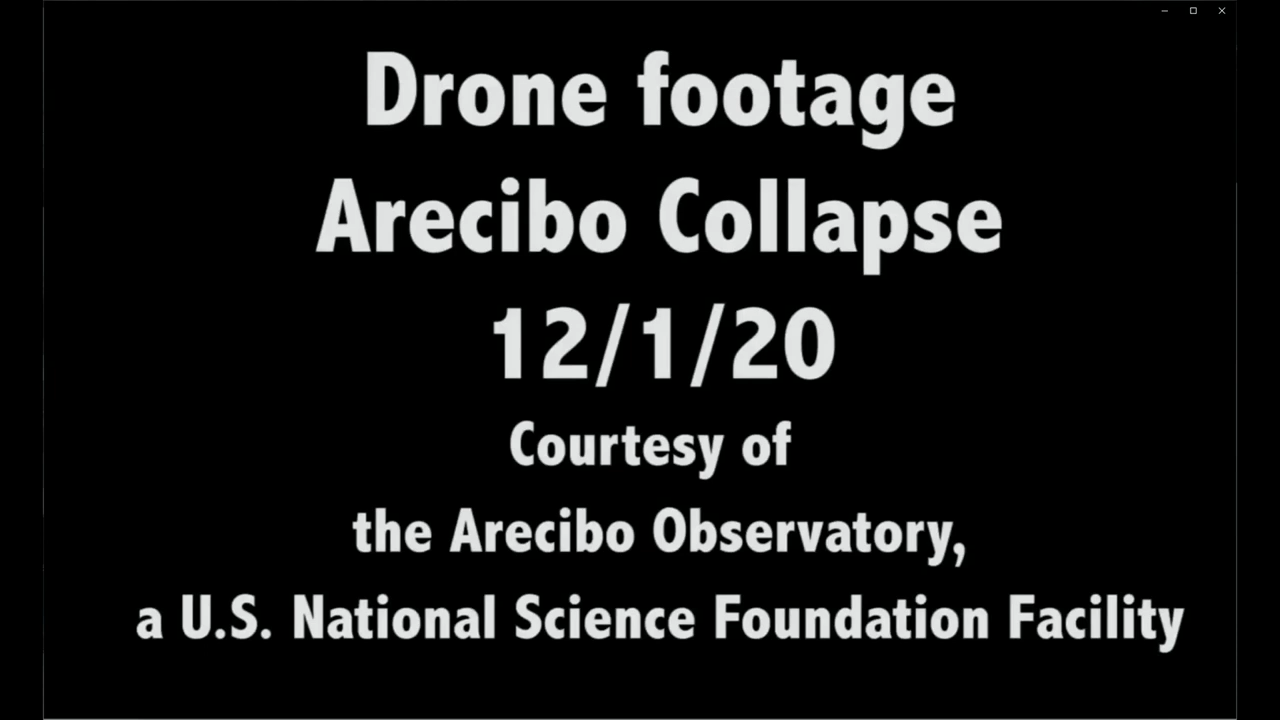 Drone footage
Arecibo Collapse
12/1/20
Courtesy of
the Arecibo Observatory,
a U.S. National Science Foundation Facility